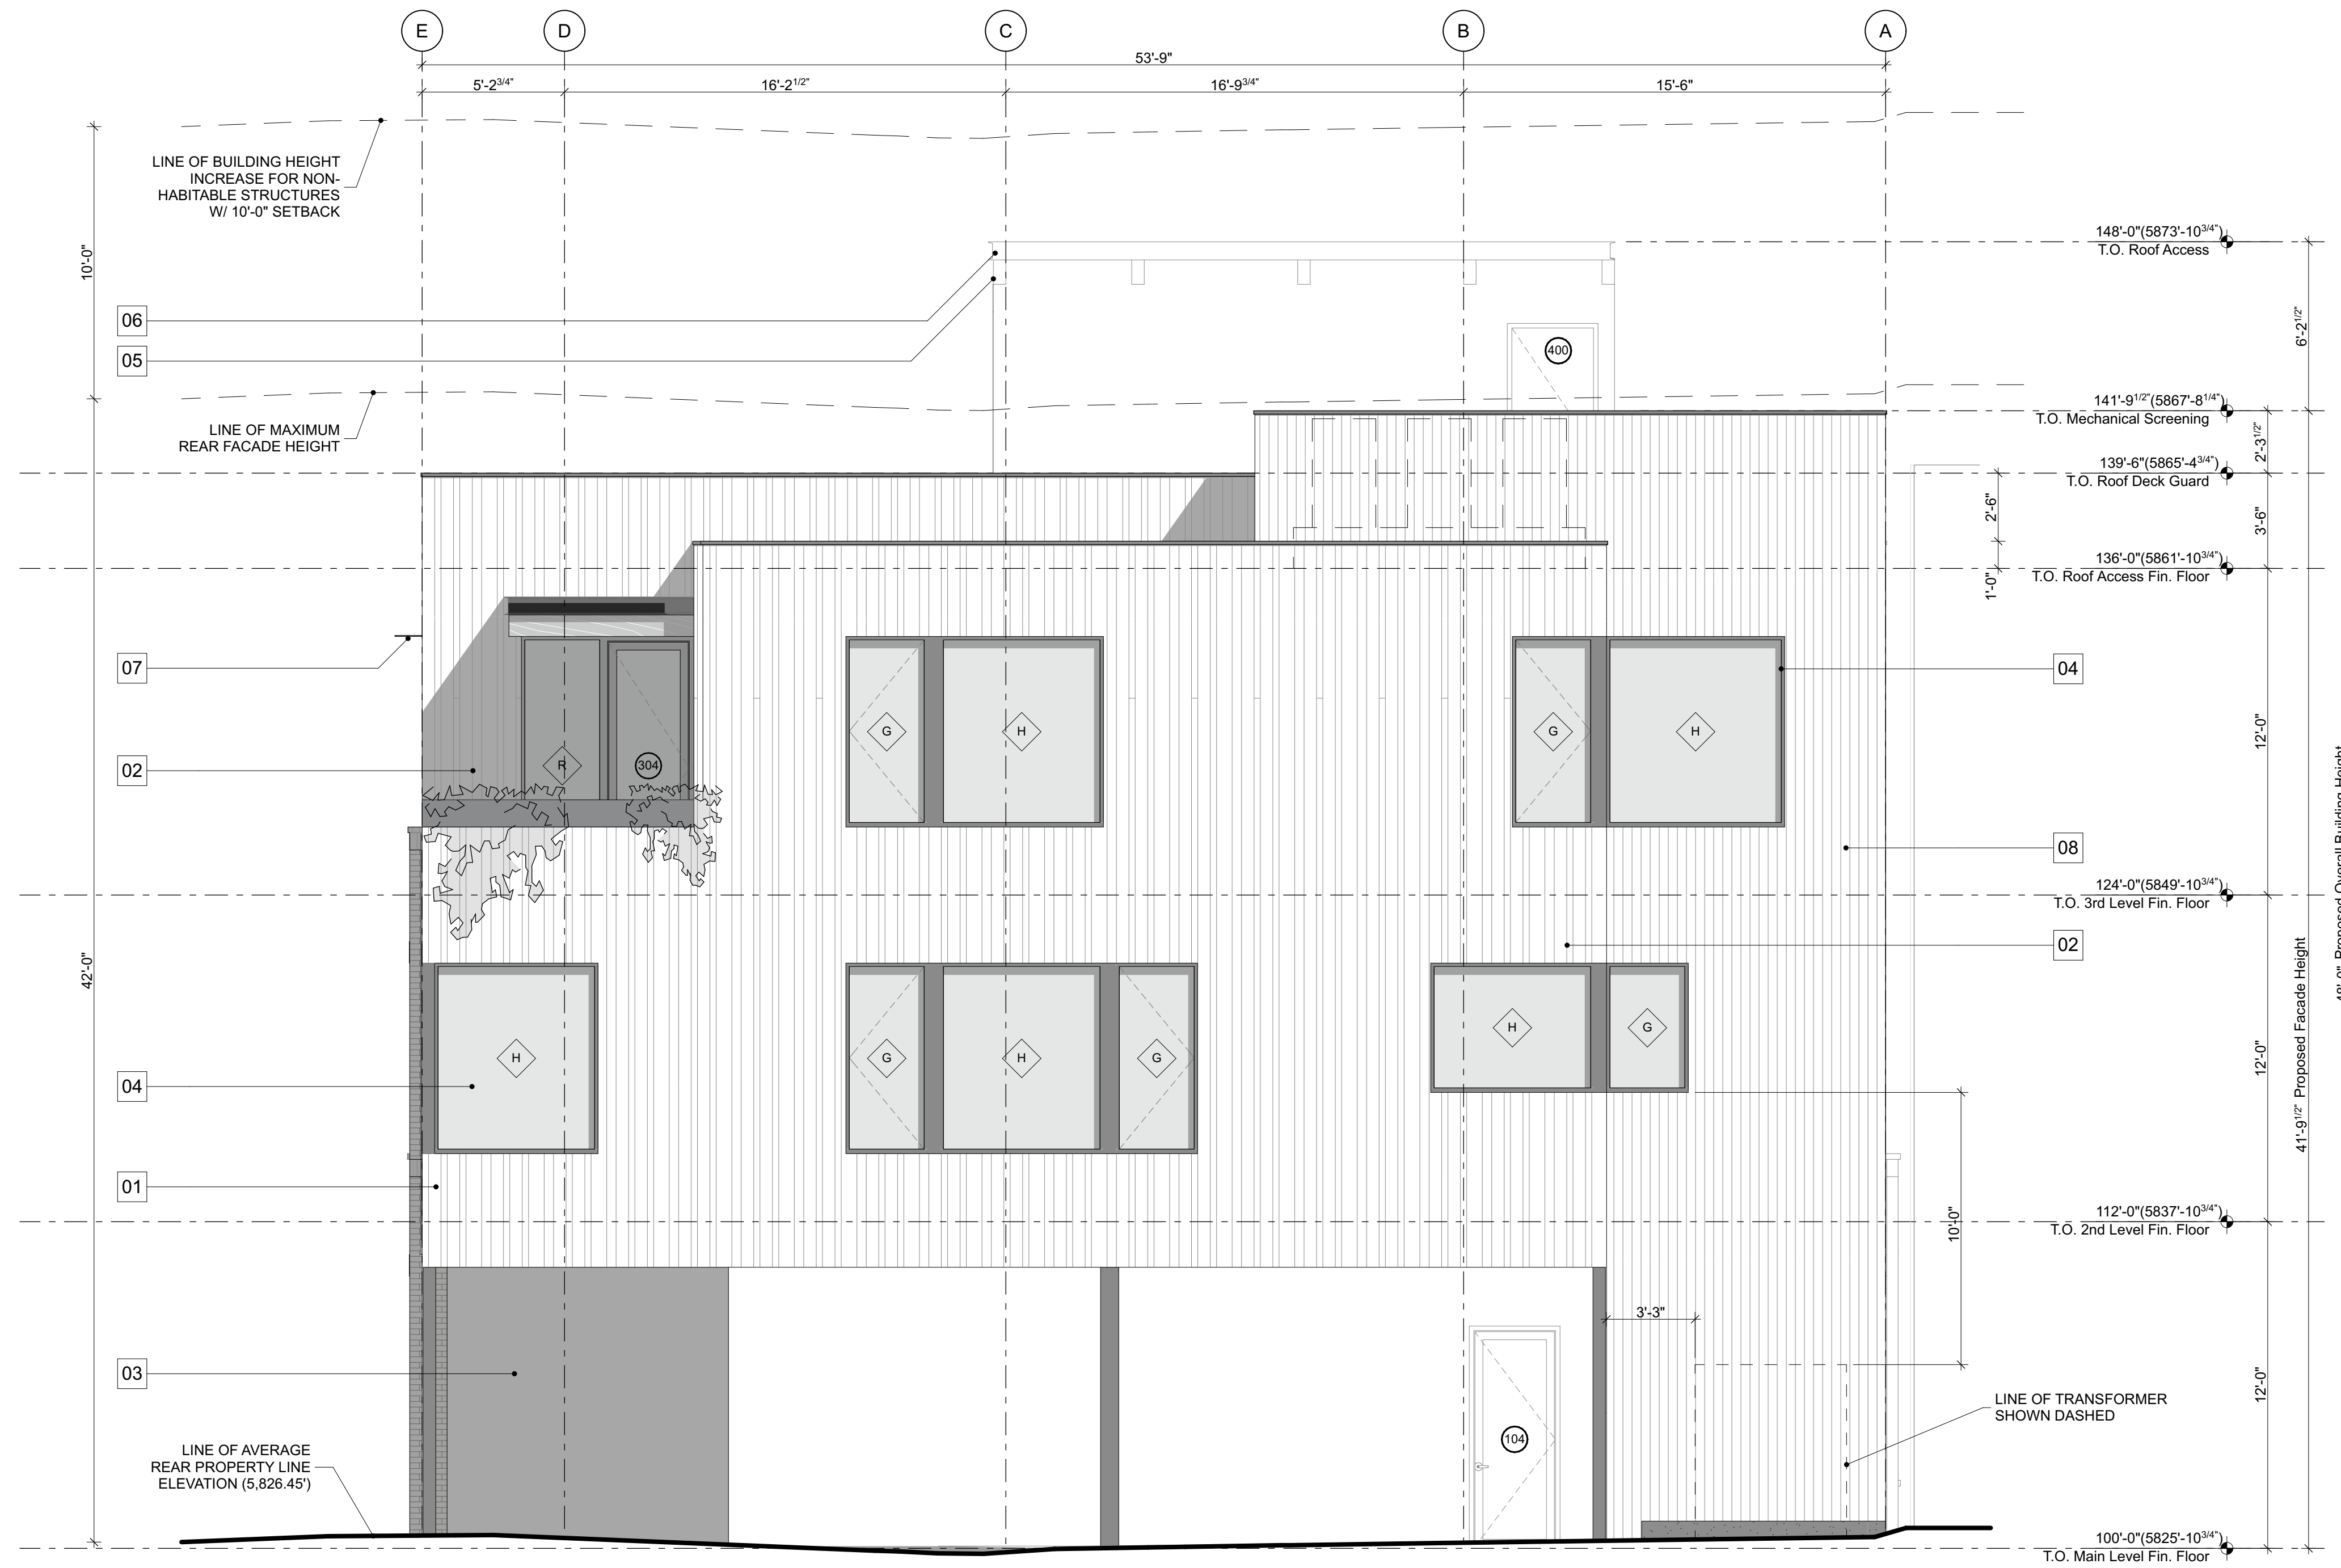 E
D
C
B
A
53'-9"
5'-2 3/4"
16'-2 1/2"
16'-9 3/4"
15'-6"
LINE OF BUILDING HEIGHT
INCREASE FOR NON-
HABITABLE STRUCTURES
W/ 10'-0" SETBACK
10'-0"
148'-0"(5873'-10 3/4")
T.O. Roof Access
06
05
6'-2 1/2"
400
LINE OF MAXIMUM
REAR FACADE HEIGHT
141'-9 1/2"(5867'-8 1/4")
T.O. Mechanical Screening
2'-3 1/2"
139'-6"(5865'-4 3/4")
T.O. Roof Deck Guard
2'-6"
3'-6"
136'-0"(5861'-10 3/4")
T.O. Roof Access Fin. Floor
1'-0"
07
04
G
H
G
H
12'-0"
02
R
304
08
48'-0" Proposed Overall Building Height
124'-0"(5849'-10 3/4")
T.O. 3rd Level Fin. Floor
02
42'-0"
41'-9 1/2" Proposed Facade Height
H
G
H
G
H
G
12'-0"
04
01
112'-0"(5837'-10 3/4")
T.O. 2nd Level Fin. Floor
10'-0"
3'-3"
03
12'-0"
LINE OF TRANSFORMER
SHOWN DASHED
104
LINE OF AVERAGE
REAR PROPERTY LINE
ELEVATION (5,826.45')
100'-0"(5825'-10 3/4")
T.O. Main Level Fin. Floor